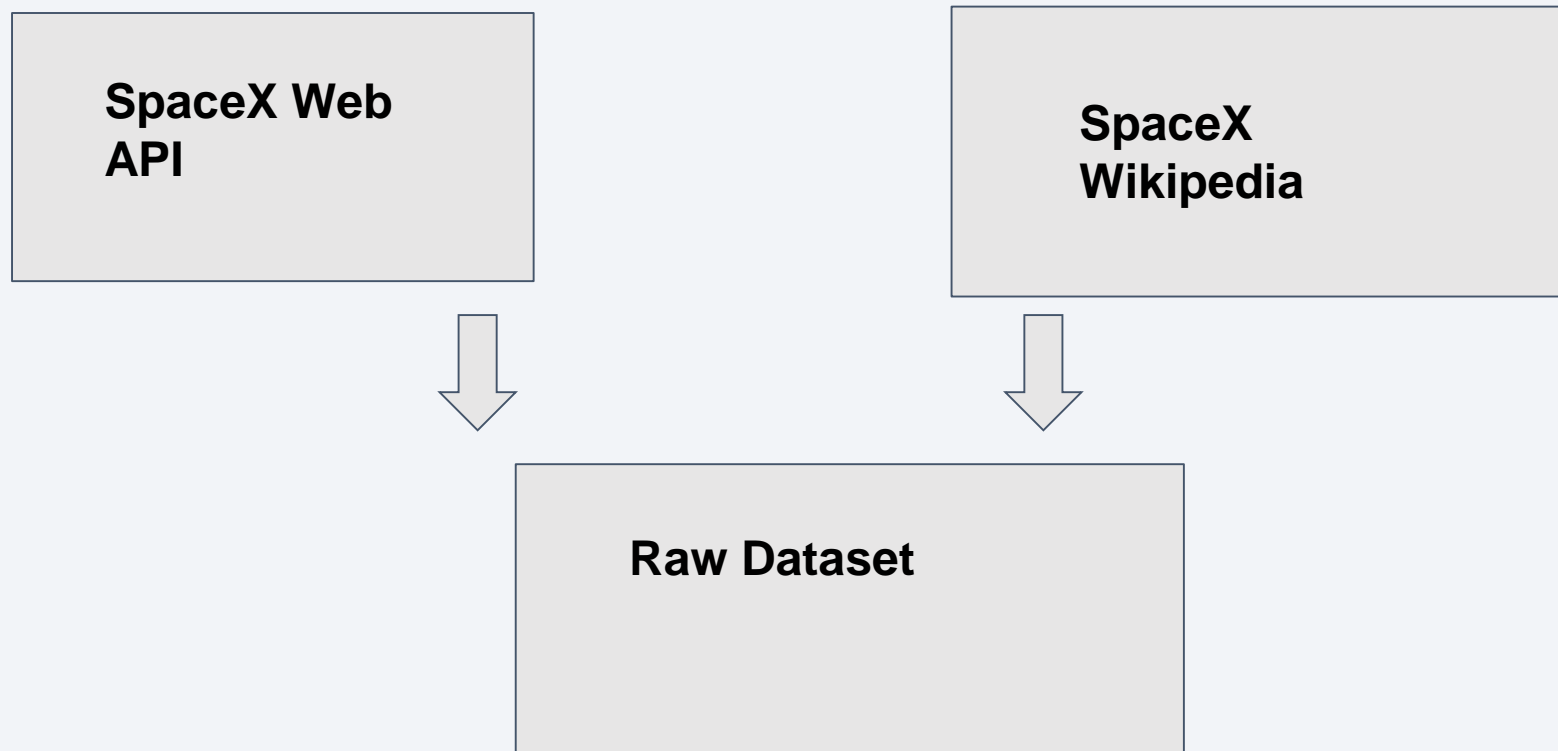 SpaceX Web
API
SpaceX
Wikipedia
Raw Dataset